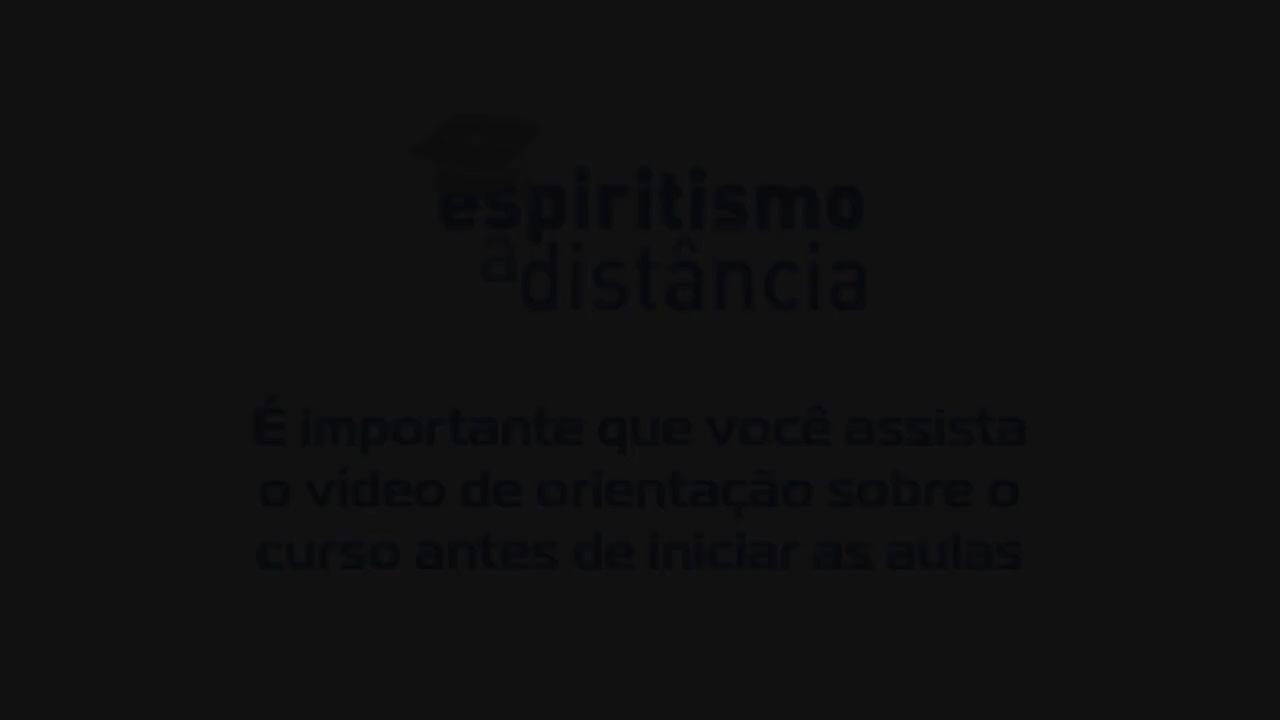 espiritismo
a distância
É importante que você assista
o vídeo de orientação sobre o
curso antes de iniciar as aulas